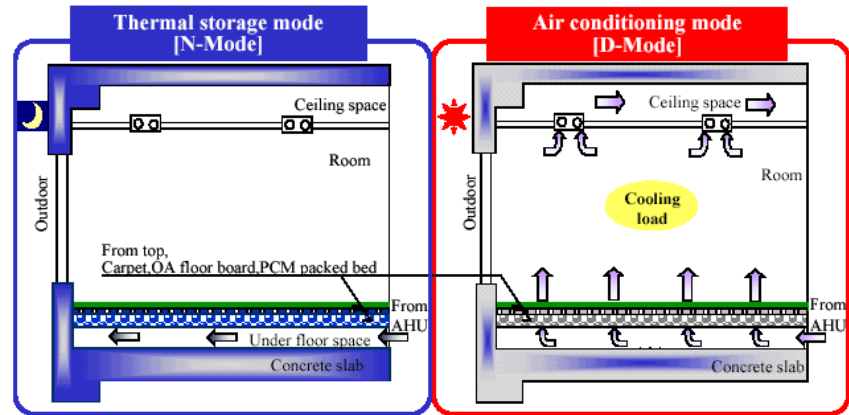 Thermal storage mode
[N-Mode]
Ceiling space
Room
Outdoor
From top,
Carpet,OA floor board,PCM packed bed
From
AHU
Under floor space
Concrete slab
Air conditioning mode
[D-Mode]
Ceiling space
Room
Outdoor
Cooling
load
From
AHU
Concrete slab